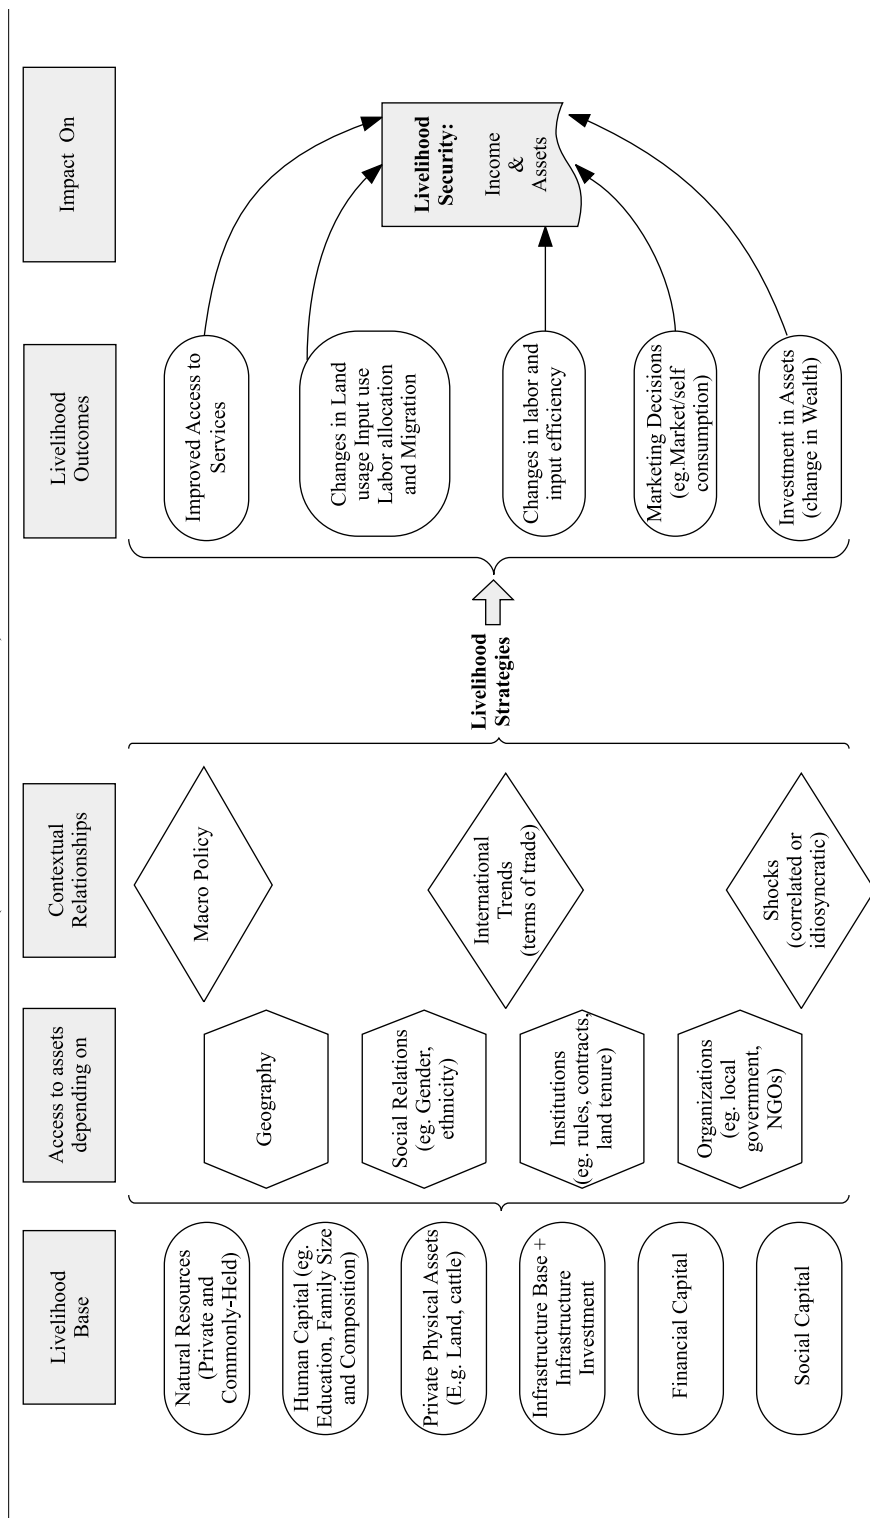 Livelihood
Base
Access to assets
depending on
Contextual
Relationships
Livelihood
Outcomes
Impact On
Natural Resources
(Private and
Commonly-Held)
Human Capital (eg.
Education, Family Size
and Composition)
Private Physical Assets
(E.g. Land, cattle)
Infrastructure Base +
Infrastructure
Investment
Financial Capital
Social Capital
Geography
Social Relations
(eg. Gender,
ethnicity)
Institutions
(eg. rules, contracts,
land tenure)
Organizations
(eg. local
government,
NGOs)
Macro Policy
International
Trends
(terms of trade)
Shocks
(correlated or
idiosyncratic)
Livelihood
Strategies
Improved Access to
Services
Changes in Land
usage Input use
Labor allocation
and Migration
Changes in labor and
input efficiency
Marketing Decisions
(eg.Market/self
consumption)
Investment in Assets
(change in Wealth)
Livelihood
Security:
Income
&
Assets